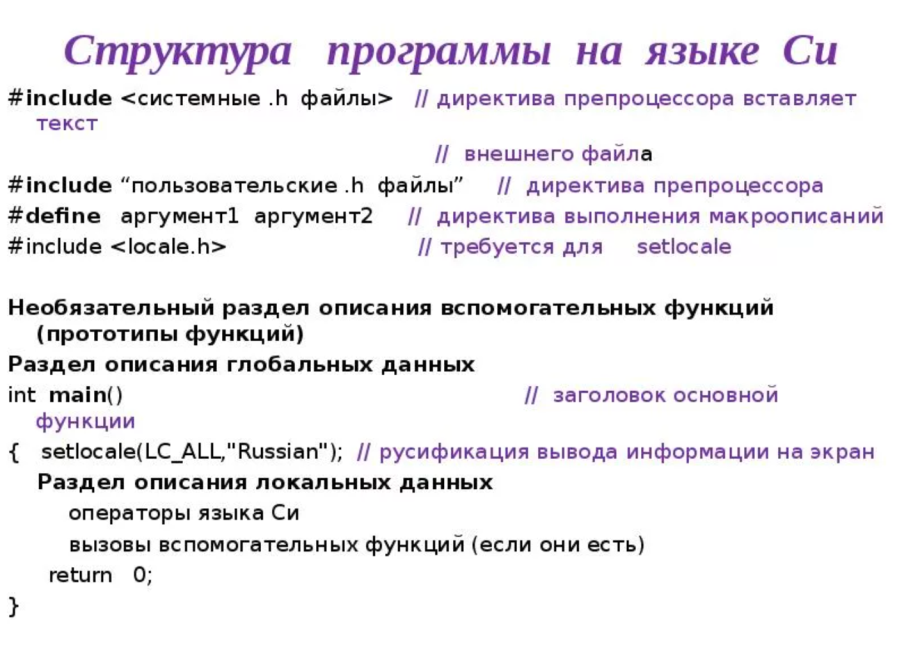 Структура программы на языке Си
#include <системные .h файлы> // директива препроцессора вставляет
текст
// внешнего файла
#include “пользовательские .h файлы” // директива препроцессора
#define аргумент1 аргумент2 // директива выполнения макроописаний
#include <locale.h> // требуется для setlocale
Необязательный раздел описания вспомогательных функций
(прототипы функций)
Раздел описания глобальных данных
int main() // заголовок основной
функции
{ setlocale(LC_ALL,"Russian"); // русификация вывода информации на экран
Раздел описания локальных данных
операторы языка Си
вызовы вспомогательных функций (если они есть)
return 0;
}